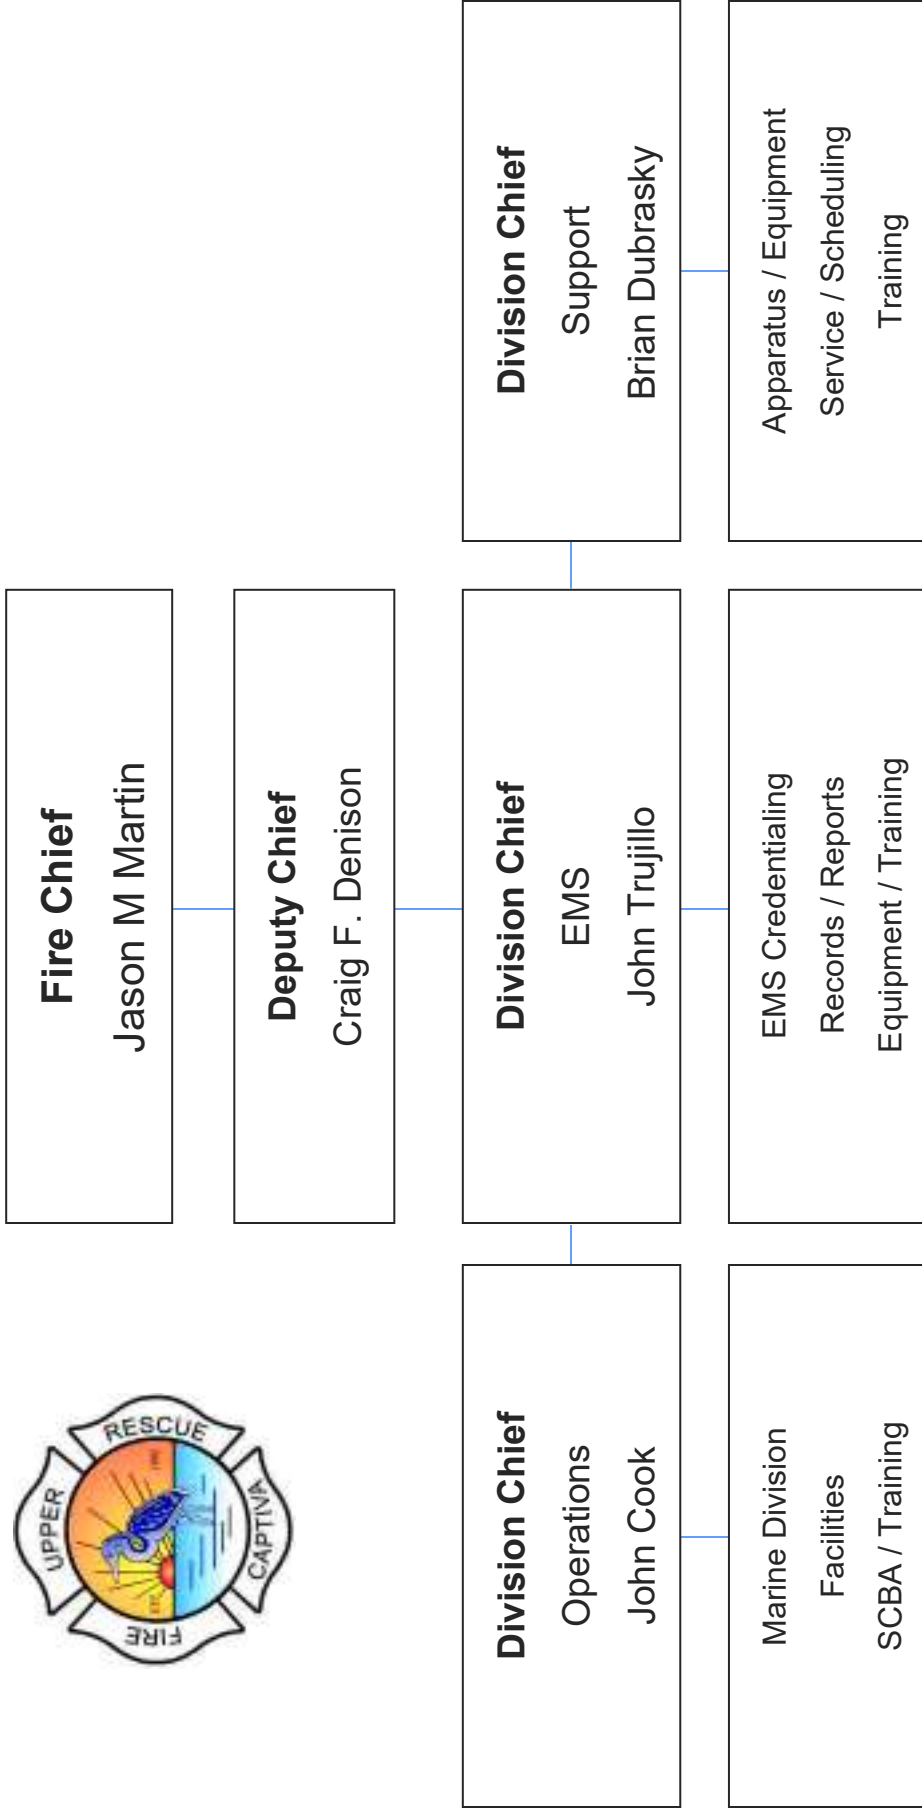 UPPER
FIRE
RESCUE
CAPTIVA
Fire Chief
Jason M Martin
Deputy Chief
Craig F. Denison
Division Chief
Operations
John Cook
Division Chief
EMS
John Trujillo
Division Chief
Support
Brian Dubrasky
Marine Division
Facilities
SCBA / Training
EMS Credentialing
Records / Reports
Equipment / Training
Apparatus / Equipment
Service / Scheduling
Training